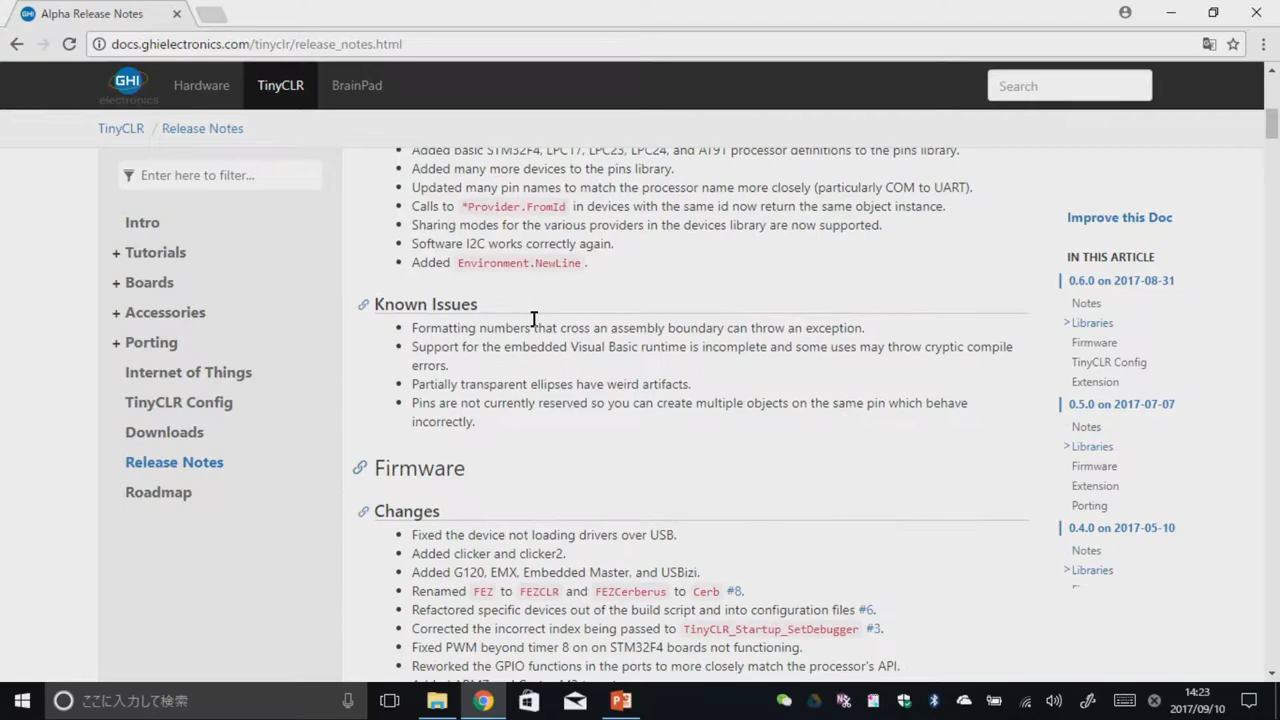 Alpha Release Notes
docs.ghielectronics.com/tinyclr/release_notes.html
GHI electronics
Hardware
TinyCLR
BrainPad
Search
TinyCLR / Release Notes
Enter here to filter...
Intro
+ Tutorials
+ Boards
+ Accessories
+ Porting
Internet of Things
TinyCLR Config
Downloads
Release Notes
Roadmap
• Added basic STM32F4, LPC17, LPC23, LPC24, and AT91 processor definitions to the pins library.
• Added many more devices to the pins library.
• Updated many pin names to match the processor name more closely (particularly COM to UART).
• Calls to *Provider.FromId in devices with the same id now return the same object instance.
• Sharing modes for the various providers in the devices library are now supported.
• Software I2C works correctly again.
• Added Environment.NewLine.
Known Issues
• Formatting numbers that cross an assembly boundary can throw an exception.
• Support for the embedded Visual Basic runtime is incomplete and some uses may throw cryptic compile
errors.
• Partially transparent ellipses have weird artifacts.
• Pins are not currently reserved so you can create multiple objects on the same pin which behave
incorrectly.
Firmware
Changes
• Fixed the device not loading drivers over USB.
• Added clicker and clicker2.
• Added G120, EMX, Embedded Master, and USBizi.
• Renamed FEZ to FEZCLR and FEZCerberus to Cerb #8.
• Refactored specific devices out of the build script and into configuration files #6.
• Corrected the incorrect index being passed to TinyCLR_Startup_SetDebugger #3.
• Fixed PWM beyond timer 8 on on STM32F4 boards not functioning.
• Reworked the GPIO functions in the ports to more closely match the processor's API.
Improve this Doc
IN THIS ARTICLE
0.6.0 on 2017-08-31
Notes
> Libraries
Firmware
TinyCLR Config
Extension
0.5.0 on 2017-07-07
Notes
> Libraries
Firmware
Extension
Porting
0.4.0 on 2017-05-10
Notes
> Libraries
ここに入力して検索
14:23
2017/09/10